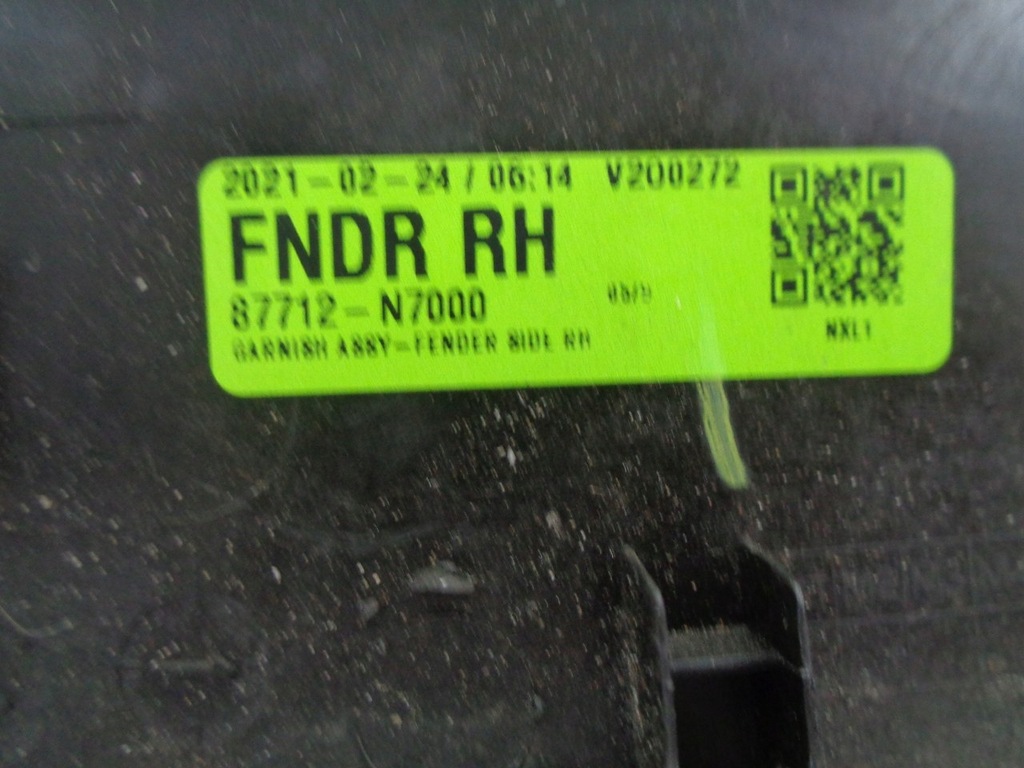 2021-02-24 / 06:14 V200272
FNDR RH
87712-N7000
GARNISH ASSY-FENDER SIDE RH
NXL1